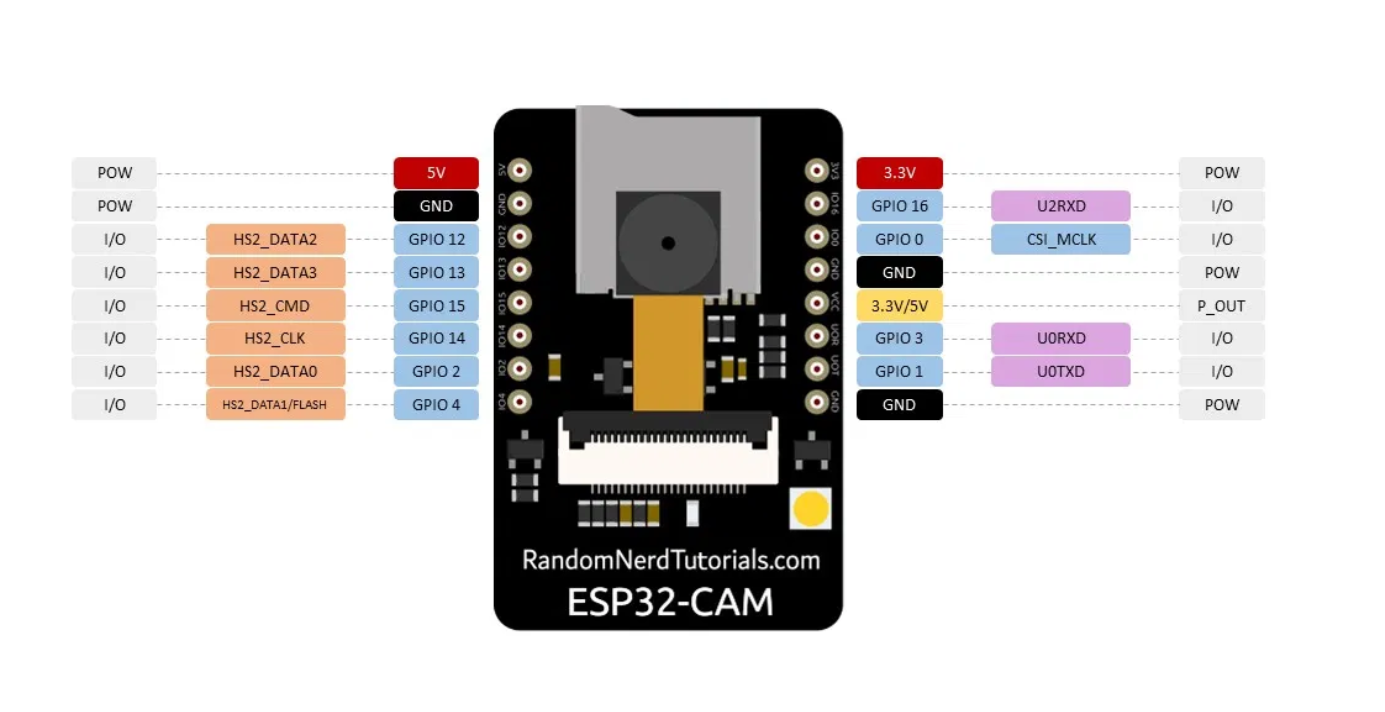 POW 5V 5V 3V3 3.3V POW
POW GND GND IO16 GPIO 16 U2RXD I/O
I/O HS2_DATA2 GPIO 12 IO12 IO0 GPIO 0 CSI_MCLK I/O
I/O HS2_DATA3 GPIO 13 IO13 GND GND POW
I/O HS2_CMD GPIO 15 IO15 VCC 3.3V/5V P_OUT
I/O HS2_CLK GPIO 14 IO14 UOR GPIO 3 U0RXD I/O
I/O HS2_DATA0 GPIO 2 IO2 UOT GPIO 1 U0TXD I/O
I/O HS2_DATA1/FLASH GPIO 4 IO4 GND GND POW
RandomNerdTutorials.com
ESP32-CAM